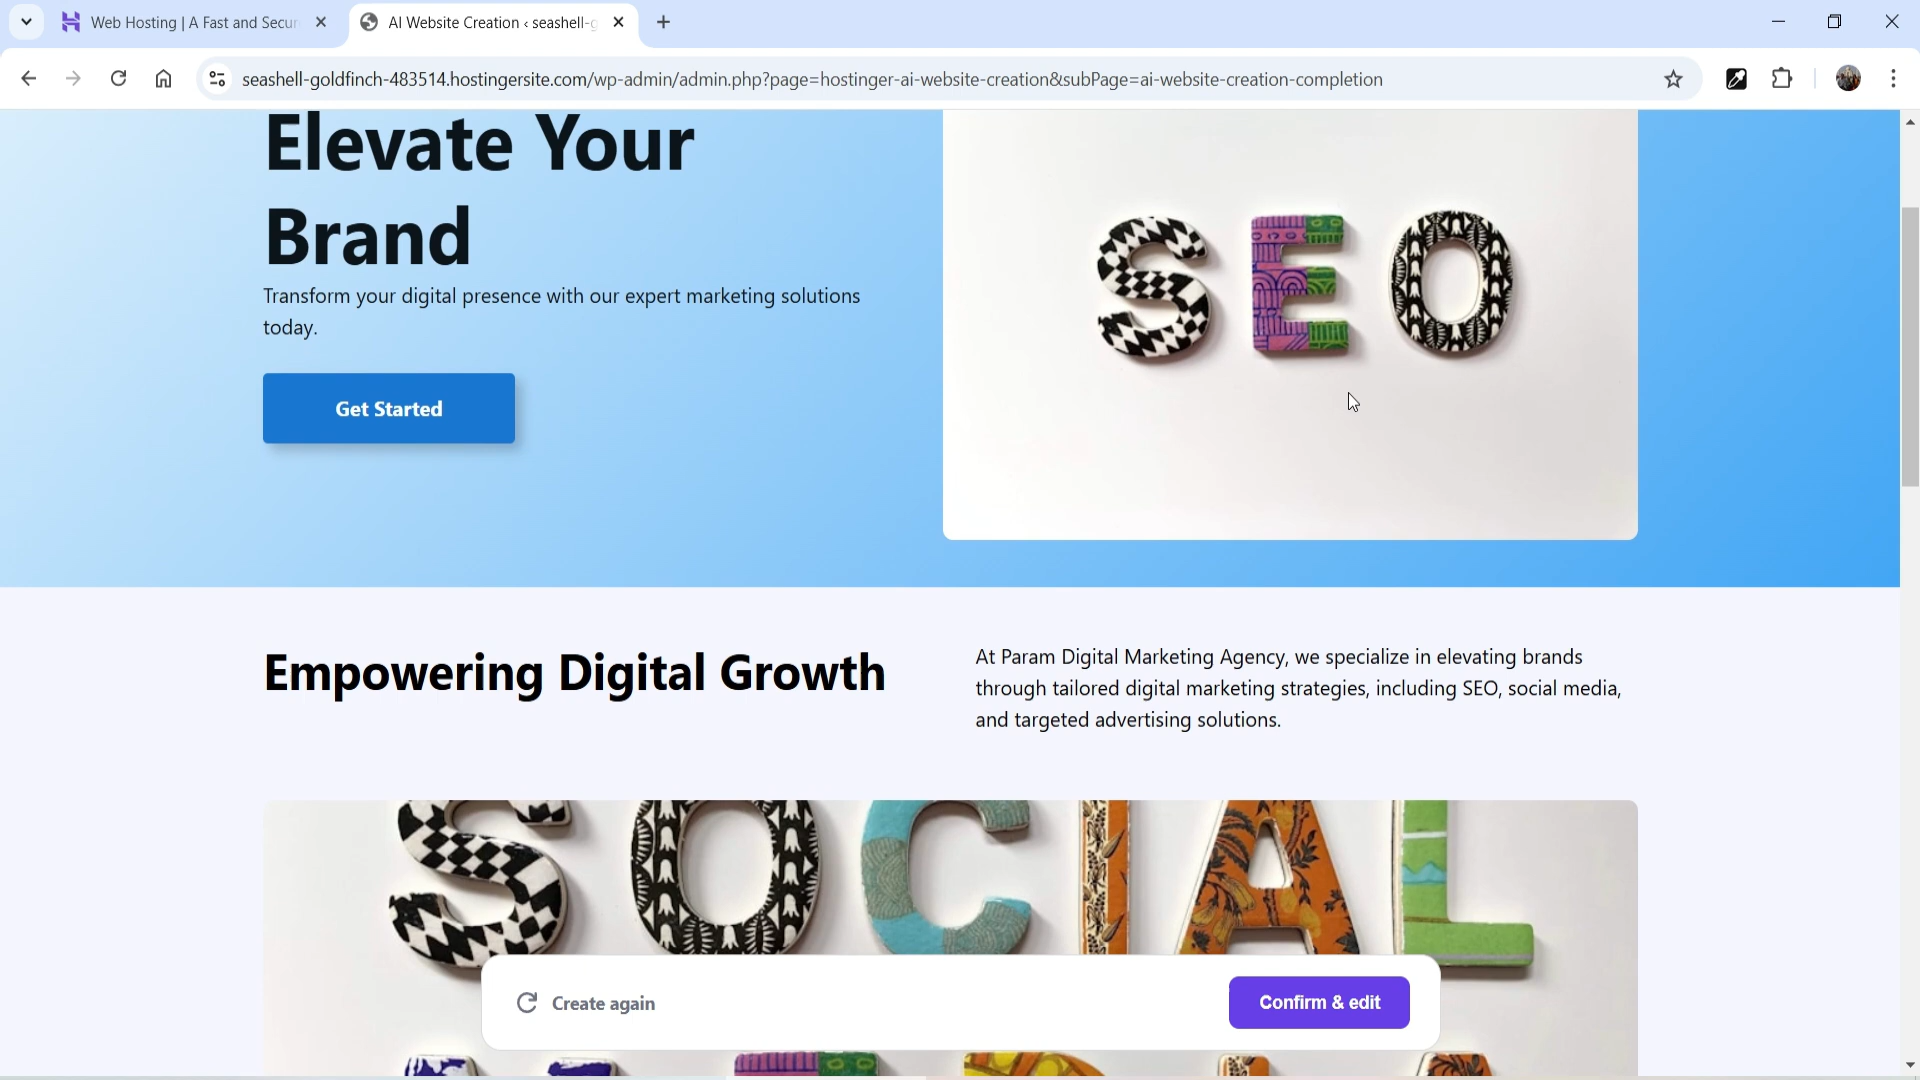 Web Hosting | A Fast and Secur
AI Website Creation ‹ seashell-g
seashell-goldfinch-483514.hostingersite.com/wp-admin/admin.php?page=hostinger-ai-website-creation&subPage=ai-website-creation-completion
Elevate Your
Brand
Transform your digital presence with our expert marketing solutions
today.
Get Started
SEO
Empowering Digital Growth
At Param Digital Marketing Agency, we specialize in elevating brands
through tailored digital marketing strategies, including SEO, social media,
and targeted advertising solutions.
SOCIAL
Create again
Confirm & edit